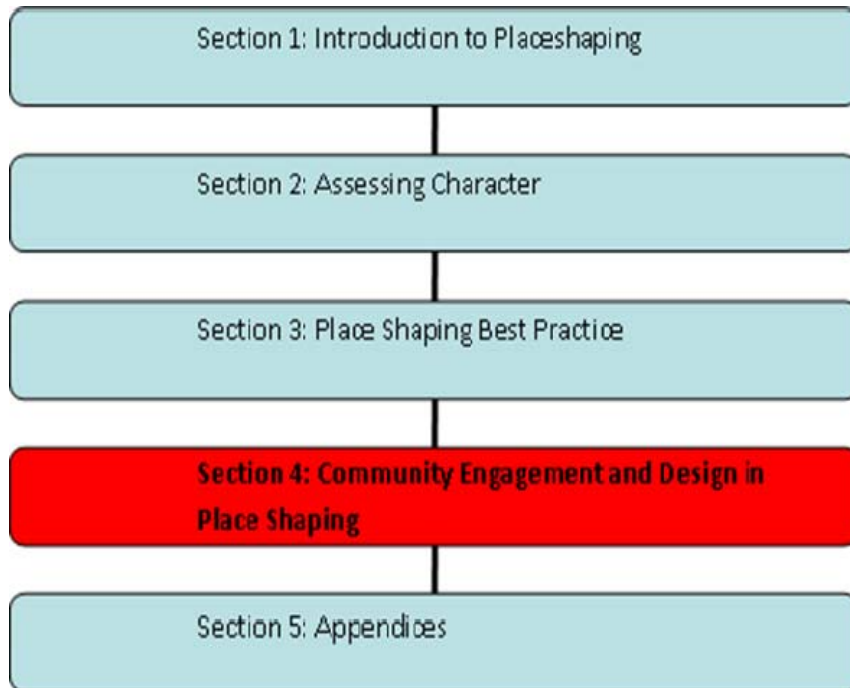 Section 1: Introduction to Placeshaping
Section 2: Assessing Character
Section 3: Place Shaping Best Practice
Section 4: Community Engagement and Design in
Place Shaping
Section 5: Appendices